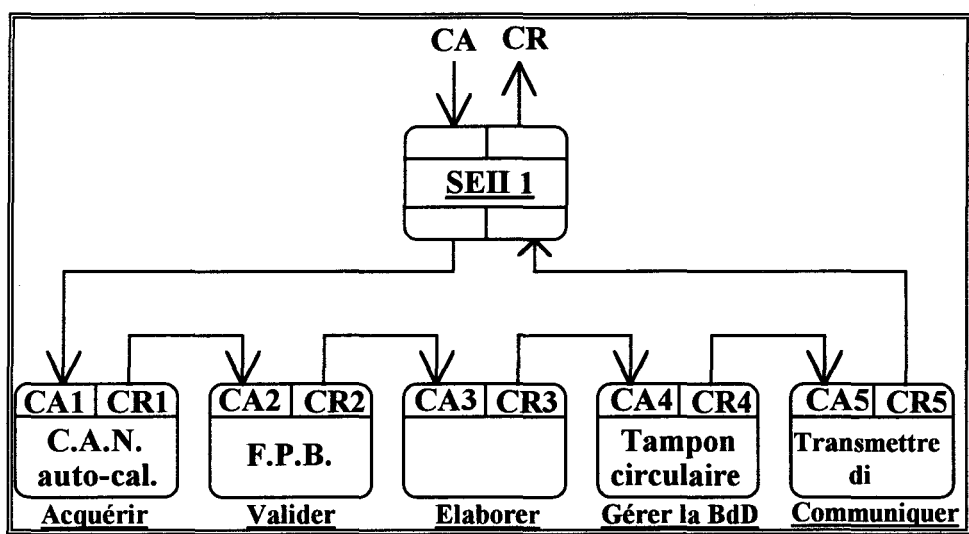 CA CR
SEII 1
CA1 CR1 CA2 CR2 CA3 CR3 CA4 CR4 CA5 CR5
C.A.N.
auto-cal.
F.P.B.
Tampon
circulaire
Transmettre
di
Acquérir Valider Elaborer Gérer la BdD Communiquer